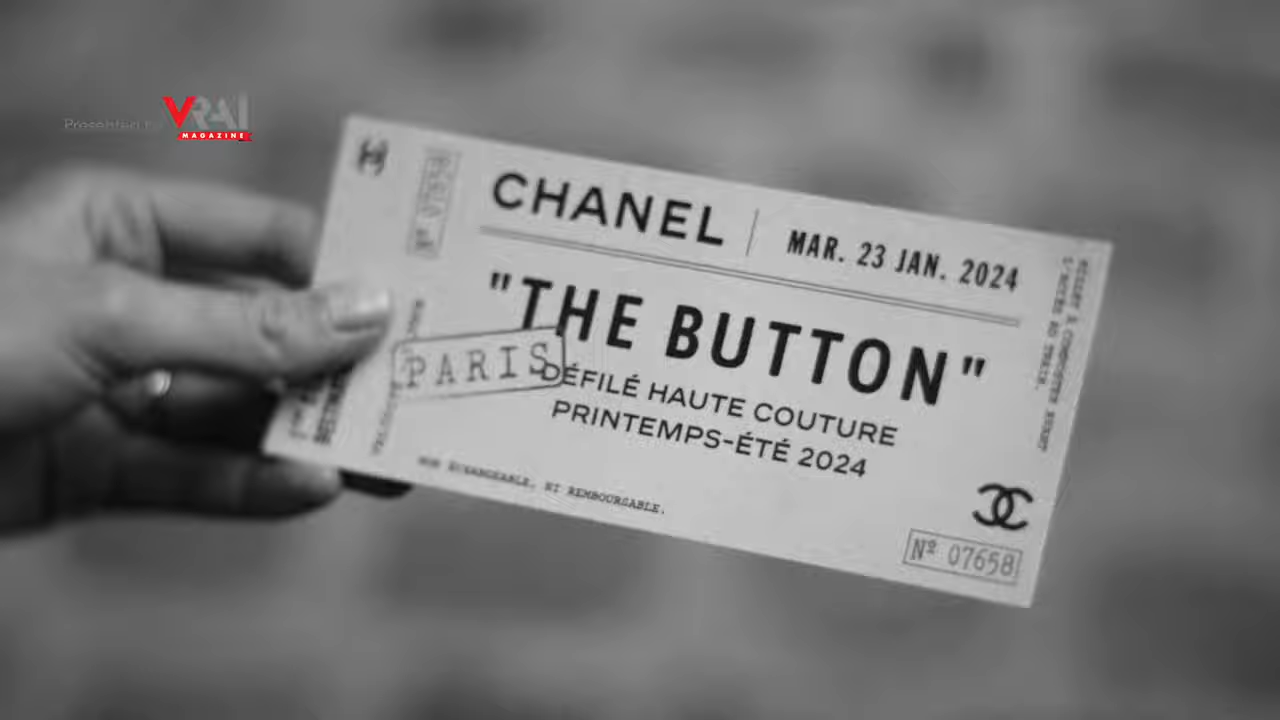 Presented by
VRAI
MAGAZINE
CHANEL
MAR. 23 JAN. 2024
"THE BUTTON"
PARIS
DÉFILÉ HAUTE COUTURE
PRINTEMPS-ÉTÉ 2024
NON ÉCHANGEABLE, NI REMBOURSABLE.
Nº 07658